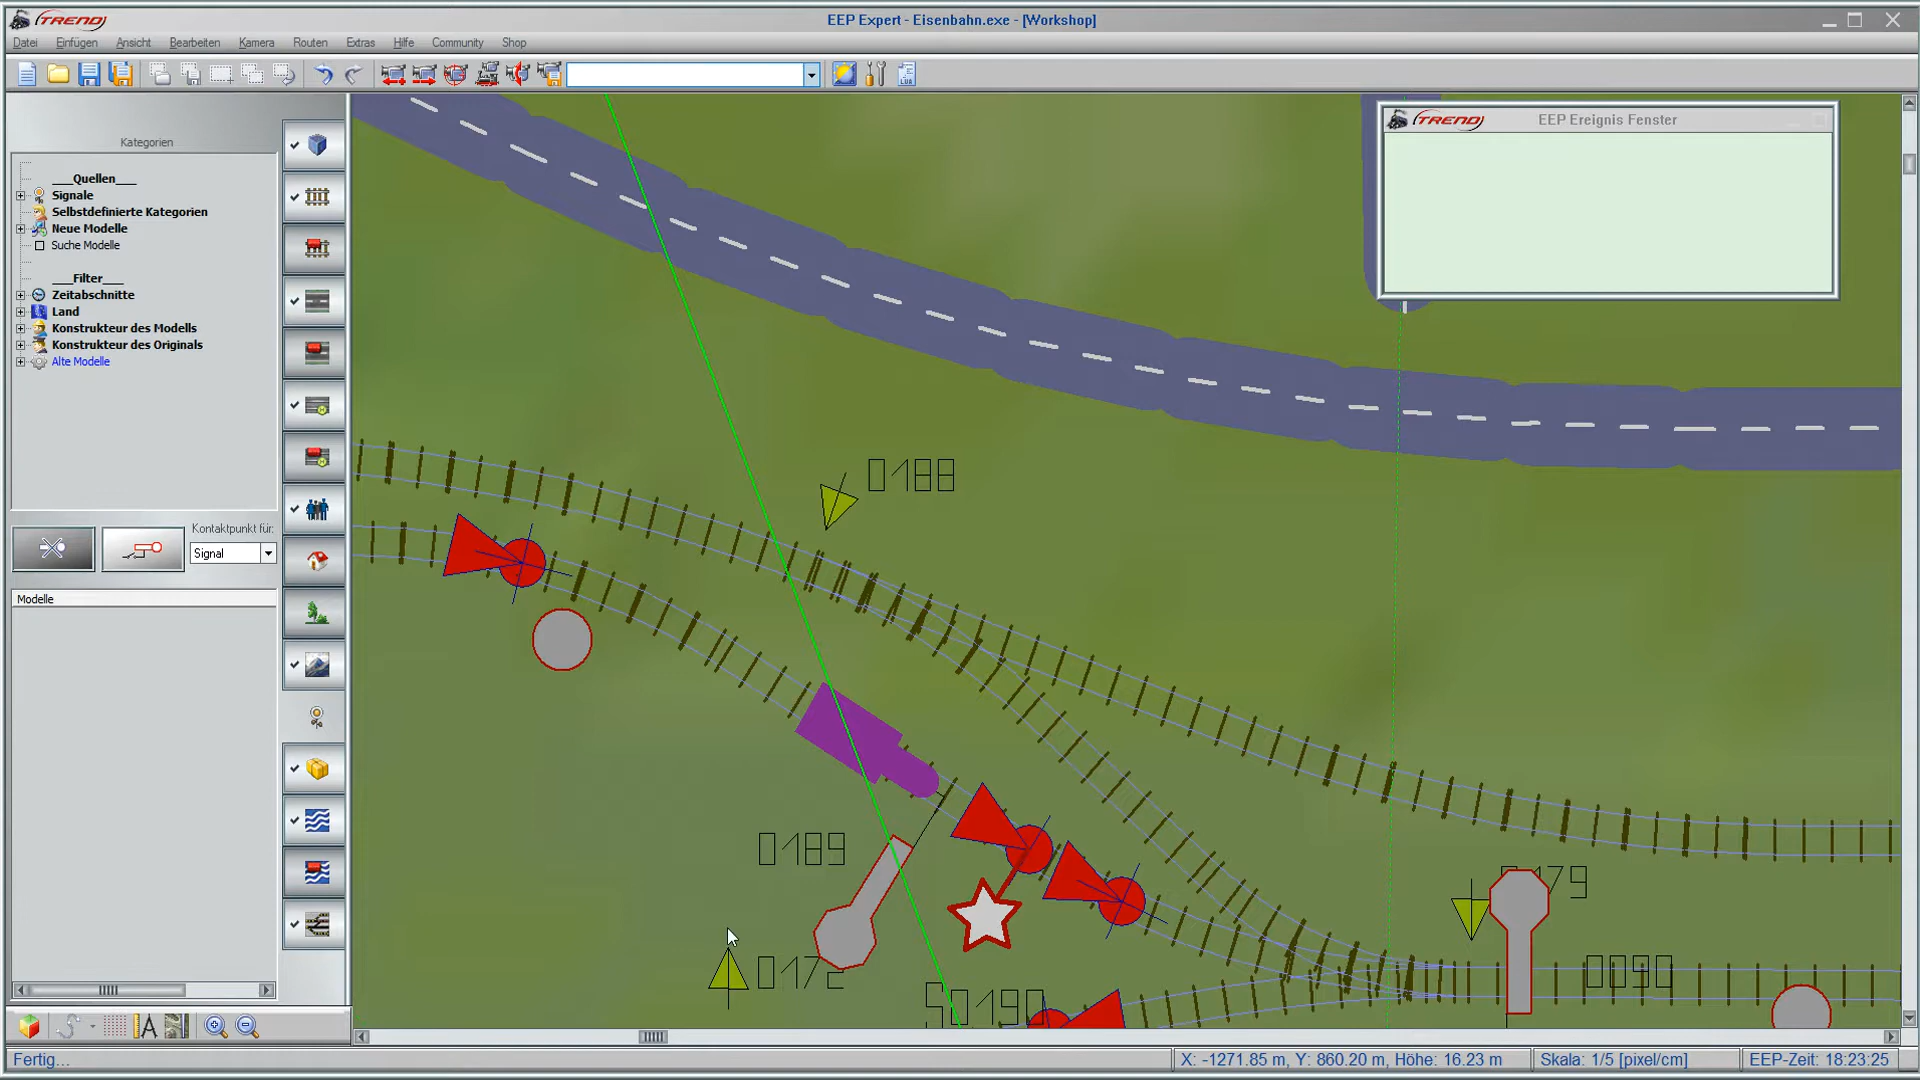 TREND
EEP Expert - Eisenbahn.exe - [Workshop]
Datei Einfügen Ansicht Bearbeiten Kamera Routen Extras Hilfe Community Shop
LUA
Kategorien
___Quellen___
Signale
Selbstdefinierte Kategorien
Neue Modelle
Suche Modelle
___Filter___
Zeitabschnitte
Land
Konstrukteur des Modells
Konstrukteur des Originals
Alte Modelle
Kontaktpunkt für:
Signal
Modelle
TREND
EEP Ereignis Fenster
0188
0189
0172
S0190
0090
Fertig...
X: -1271.85 m, Y: 860.20 m, Höhe: 16.23 m
Skala: 1/5 [pixel/cm]
EEP-Zeit: 18:23:25